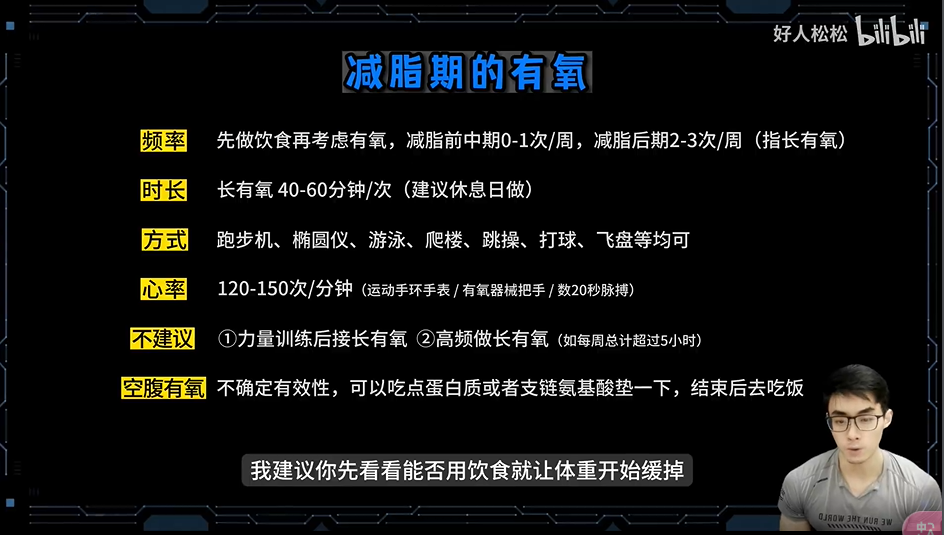 好人松松 bilibili
减脂期的有氧
频率 先做饮食再考虑有氧，减脂前中期0-1次/周，减脂后期2-3次/周（指长有氧）
时长 长有氧 40-60分钟/次（建议休息日做）
方式 跑步机、椭圆仪、游泳、爬楼、跳操、打球、飞盘等均可
心率 120-150次/分钟（运动手环手表 / 有氧器械把手 / 数20秒脉搏）
不建议 ①力量训练后接长有氧 ②高频做长有氧（如每周总计超过5小时）
空腹有氧 不确定有效性，可以吃点蛋白质或者支链氨基酸垫一下，结束后去吃饭
我建议你先看看能否用饮食就让体重开始缓掉
WE RUN THE WORLD